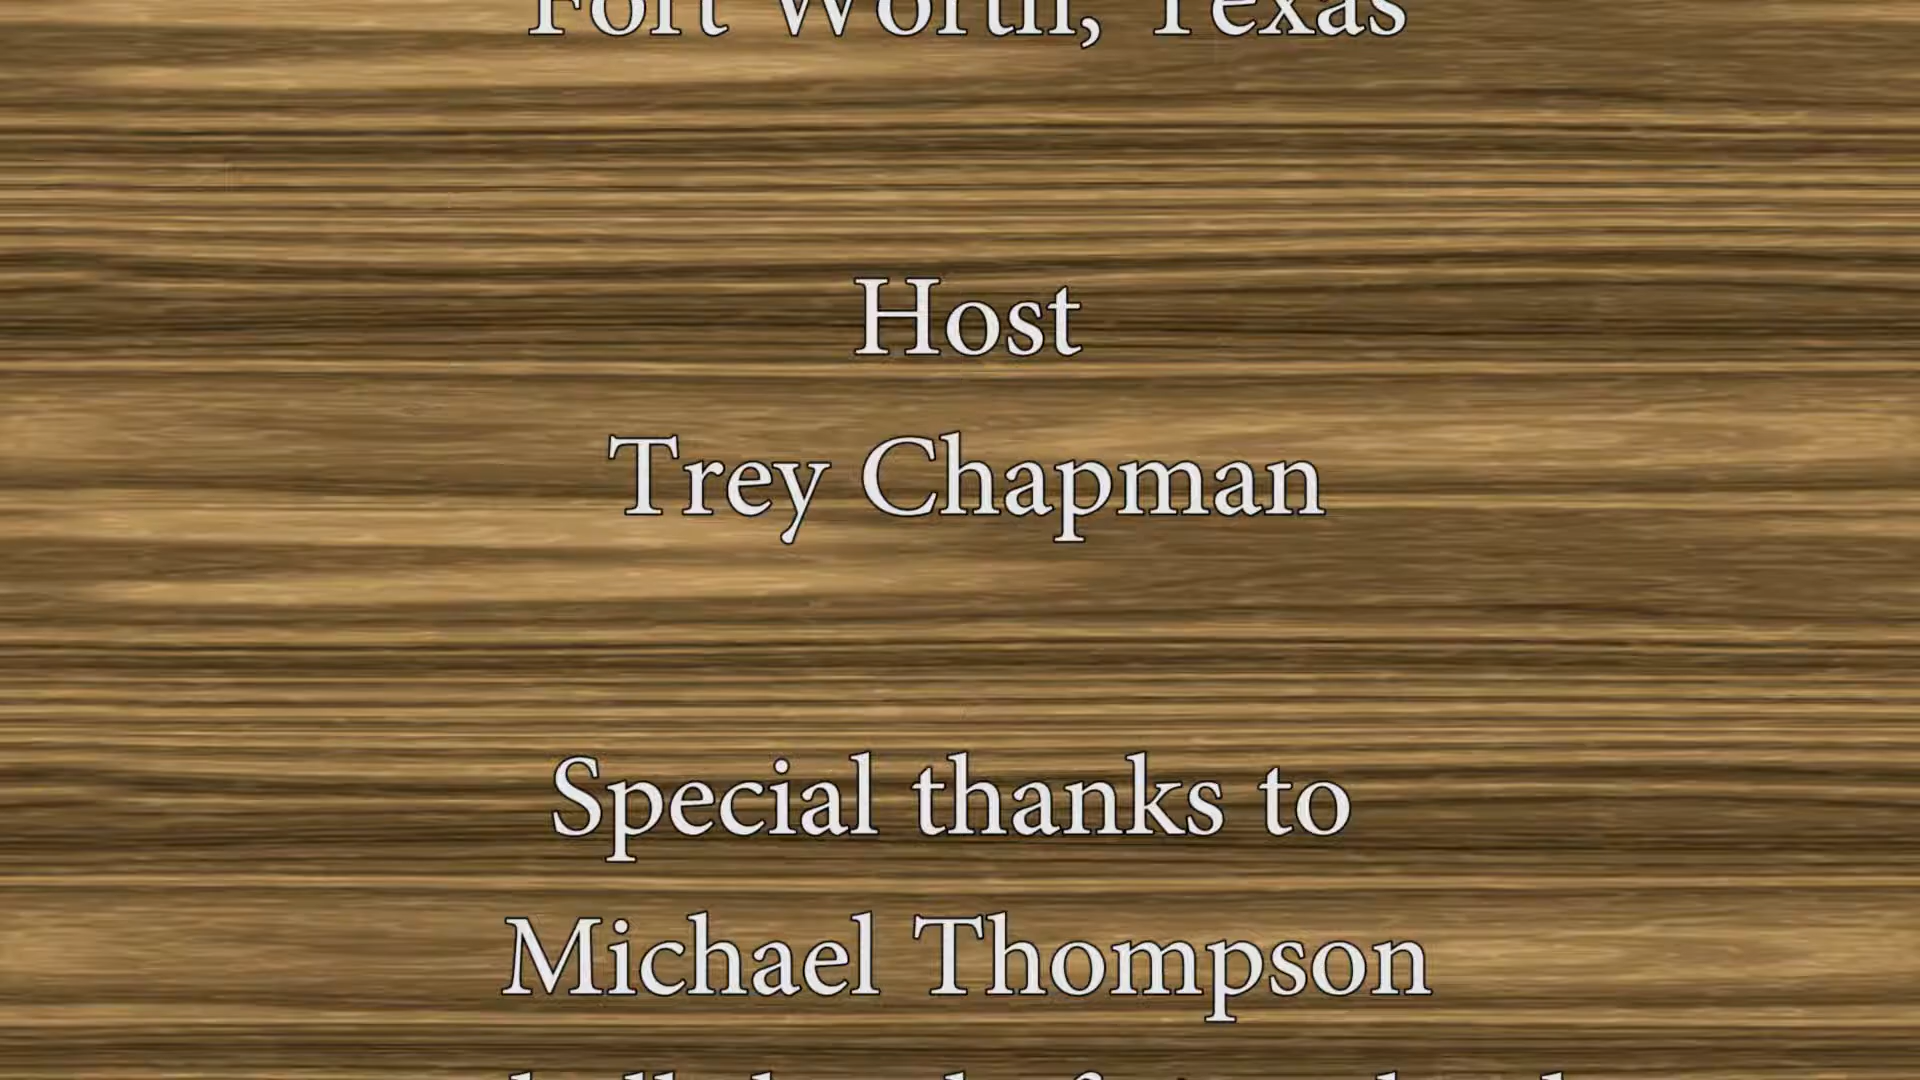 Fort Worth, Texas
Host
Trey Chapman
Special thanks to
Michael Thompson